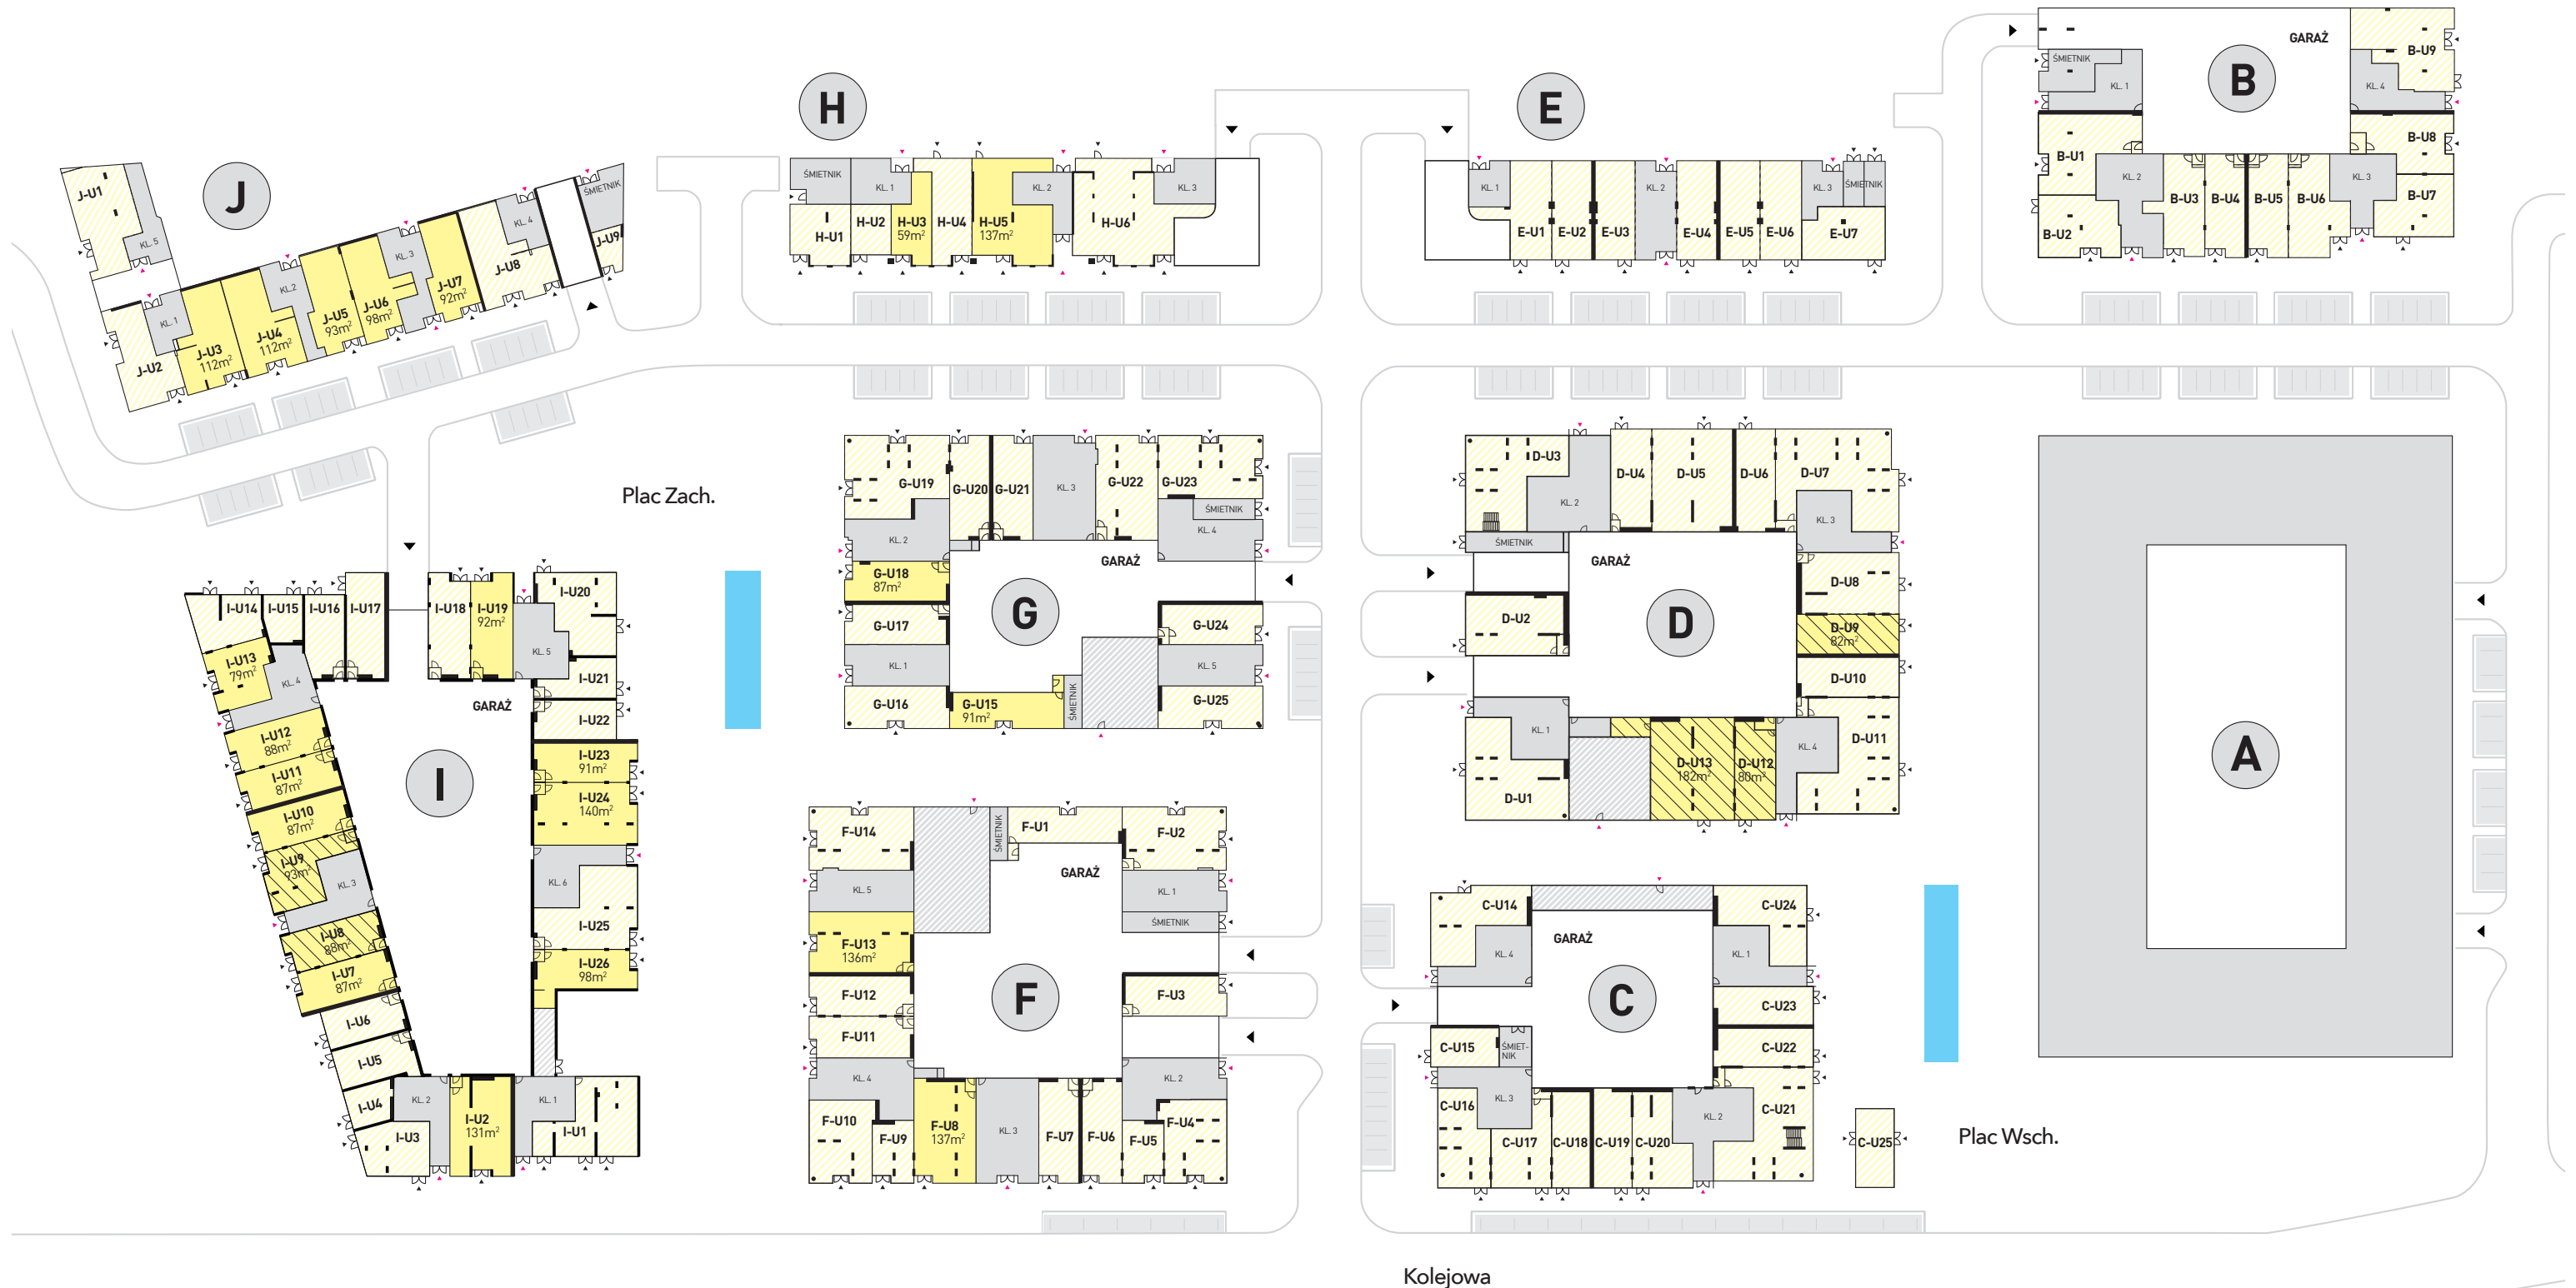 J
J-U1
KL. 5
KL. 1
J-U2
J-U3
112m²
KL.2
J-U4
112m²
J-U5
93m²
J-U6
98m²
KL. 3
J-U7
92m²
J-U8
KL. 4
ŚMIETNIK
J-U9
H
ŚMIETNIK
KL. 1
H-U1
H-U2
H-U3
59m²
H-U4
H-U5
137m²
KL. 2
H-U6
KL. 3
E
KL. 1
E-U1
E-U2
E-U3
KL. 2
E-U4
E-U5
E-U6
KL. 3
ŚMIETNIK
E-U7
B
GARAŻ
ŚMIETNIK
KL. 1
B-U1
B-U2
KL. 2
B-U3
B-U4
B-U5
B-U6
KL. 3
B-U7
B-U8
KL. 4
B-U9
Plac Zach.
G
GARAŻ
G-U19
G-U20
G-U21
KL. 3
G-U22
G-U23
ŚMIETNIK
KL. 4
KL. 2
G-U18
87m²
G-U17
KL. 1
G-U16
G-U15
91m²
ŚMIETNIK
G-U24
KL. 5
G-U25
D
GARAŻ
D-U3
KL. 2
ŚMIETNIK
D-U4
D-U5
D-U6
D-U7
KL. 3
D-U8
D-U9
82m²
D-U10
D-U11
KL. 4
D-U12
80m²
D-U13
182m²
D-U2
KL. 1
D-U1
A
I
GARAŻ
I-U14
I-U15
I-U16
I-U17
I-U18
I-U19
92m²
I-U20
KL. 5
I-U21
I-U22
I-U23
91m²
I-U24
140m²
KL. 6
I-U25
I-U26
98m²
I-U13
79m²
KL. 4
I-U12
88m²
I-U11
87m²
I-U10
87m²
I-U9
93m²
KL. 3
I-U8
88m²
I-U7
87m²
I-U6
I-U5
I-U4
I-U3
KL. 2
I-U2
131m²
KL. 1
I-U1
F
GARAŻ
F-U14
ŚMIETNIK
F-U1
F-U2
KL. 5
KL. 1
ŚMIETNIK
F-U13
136m²
F-U12
F-U11
F-U3
KL. 4
KL. 2
F-U10
F-U9
F-U8
137m²
KL. 3
F-U7
F-U6
F-U5
F-U4
C
GARAŻ
C-U14
KL. 4
C-U24
KL. 1
C-U23
C-U22
C-U15
ŚMIET-
NIK
KL. 3
C-U16
C-U17
C-U18
C-U19
C-U20
KL. 2
C-U21
C-U25
Plac Wsch.
Kolejowa